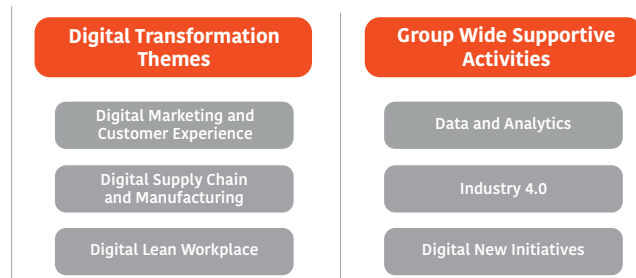 Digital Transformation
Themes
Digital Marketing and
Customer Experience
Digital Supply Chain
and Manufacturing
Digital Lean Workplace
Group Wide Supportive
Activities
Data and Analytics
Industry 4.0
Digital New Initiatives